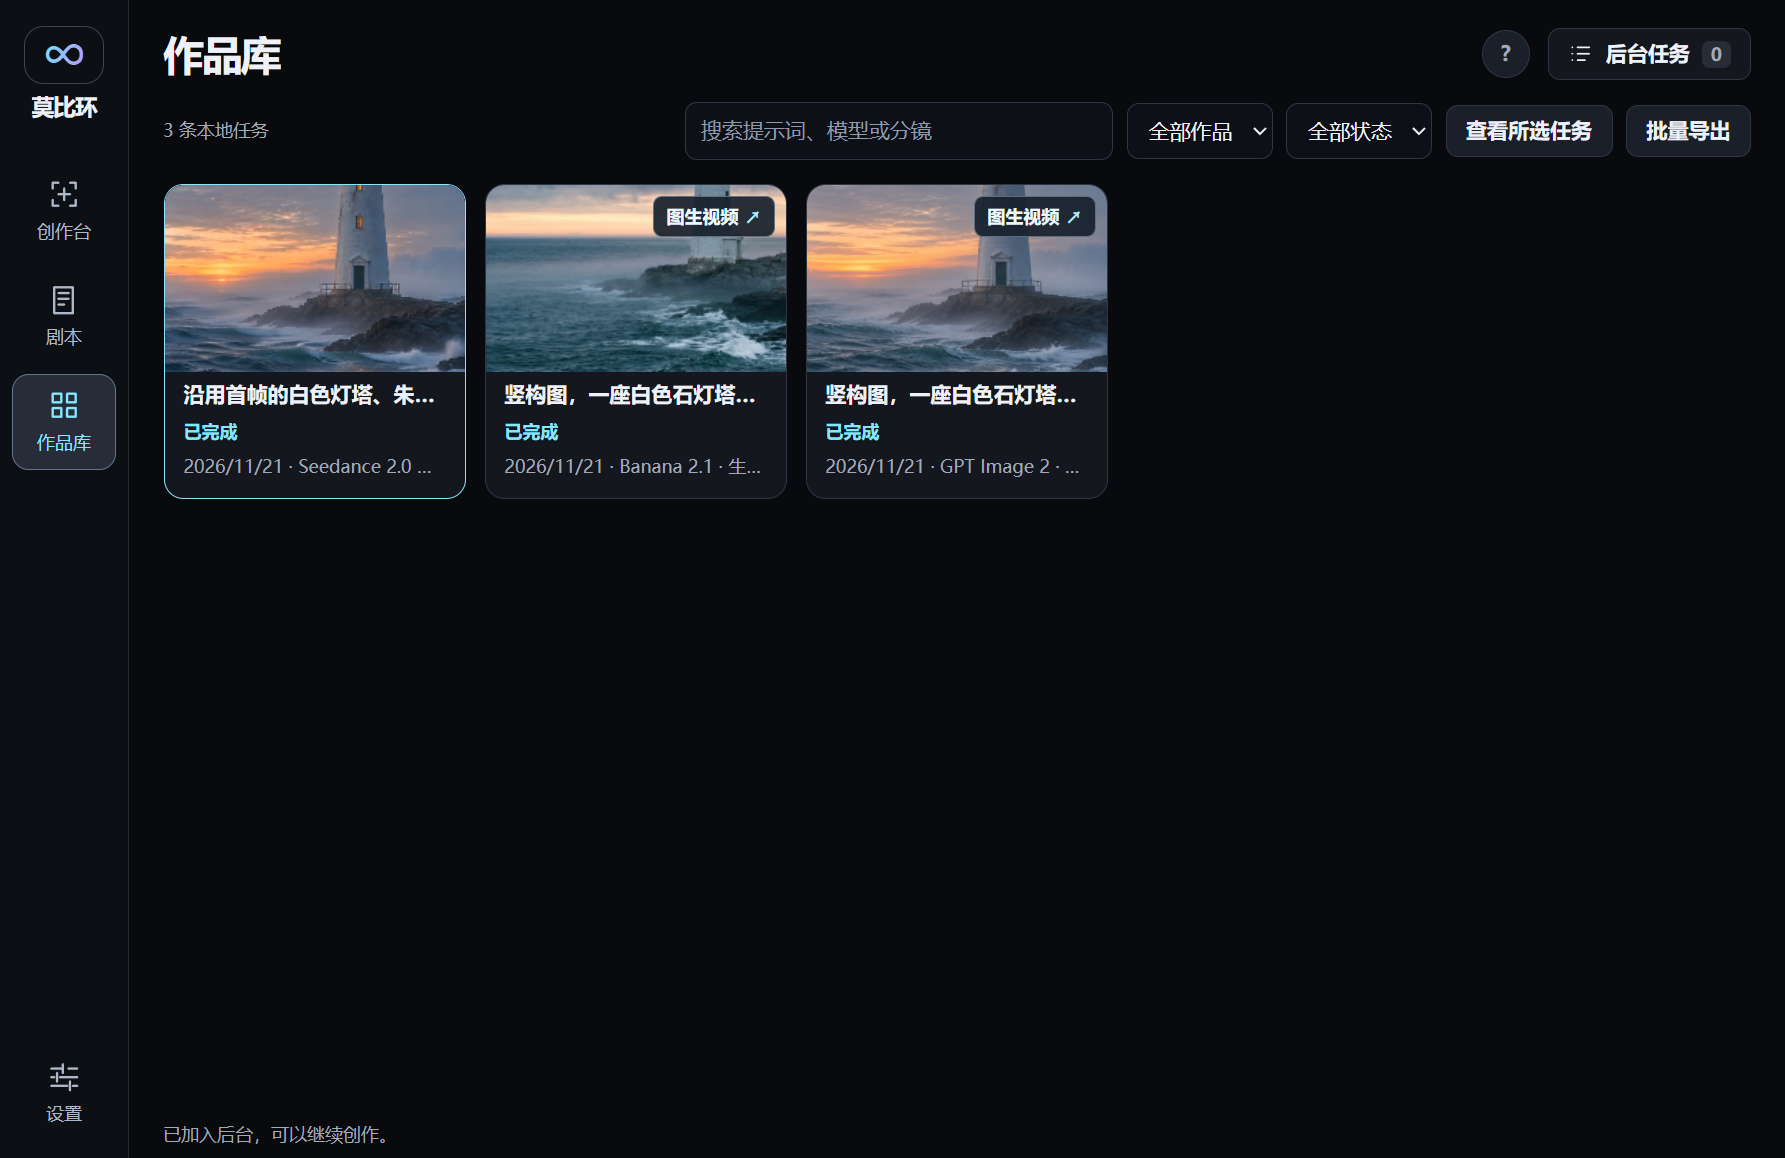 莫比环
创作台
剧本
作品库
设置
作品库
?
后台任务 0
3 条本地任务
搜索提示词、模型或分镜
全部作品
全部状态
查看所选任务
批量导出
沿用首帧的白色灯塔、朱...
已完成
2026/11/21 · Seedance 2.0 ...
图生视频 ↗
竖构图，一座白色石灯塔...
已完成
2026/11/21 · Banana 2.1 · 生...
图生视频 ↗
竖构图，一座白色石灯塔...
已完成
2026/11/21 · GPT Image 2 · ...
已加入后台，可以继续创作。